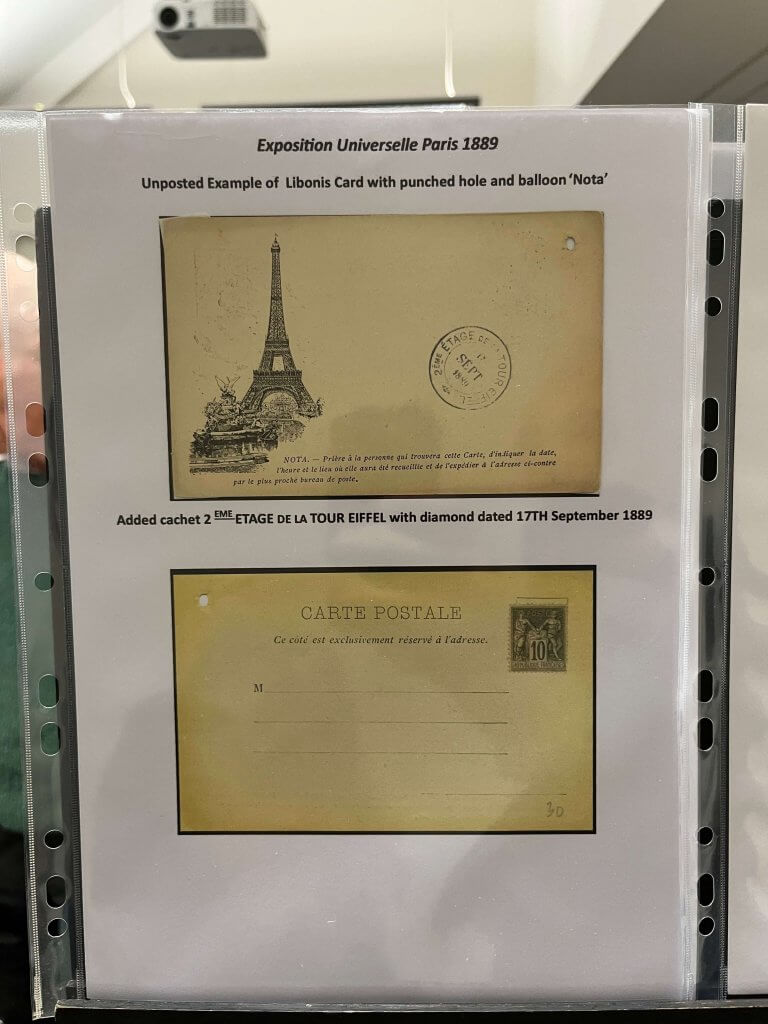 Exposition Universelle Paris 1889
Unposted Example of Libonis Card with punched hole and balloon ‘Nota’
2EME ÉTAGE DE LA TOUR EIFFEL
17
SEPT
1889
NOTA. — Prière à la personne qui trouvera cette Carte, d'indiquer la date,
l'heure et le lieu où elle aura été recueillie et de l'expédier à l'adresse ci-contre
par le plus proche bureau de poste.
Added cachet 2 EME ETAGE DE LA TOUR EIFFEL with diamond dated 17TH September 1889
CARTE POSTALE
Ce côté est exclusivement réservé à l'adresse.
10
M
30